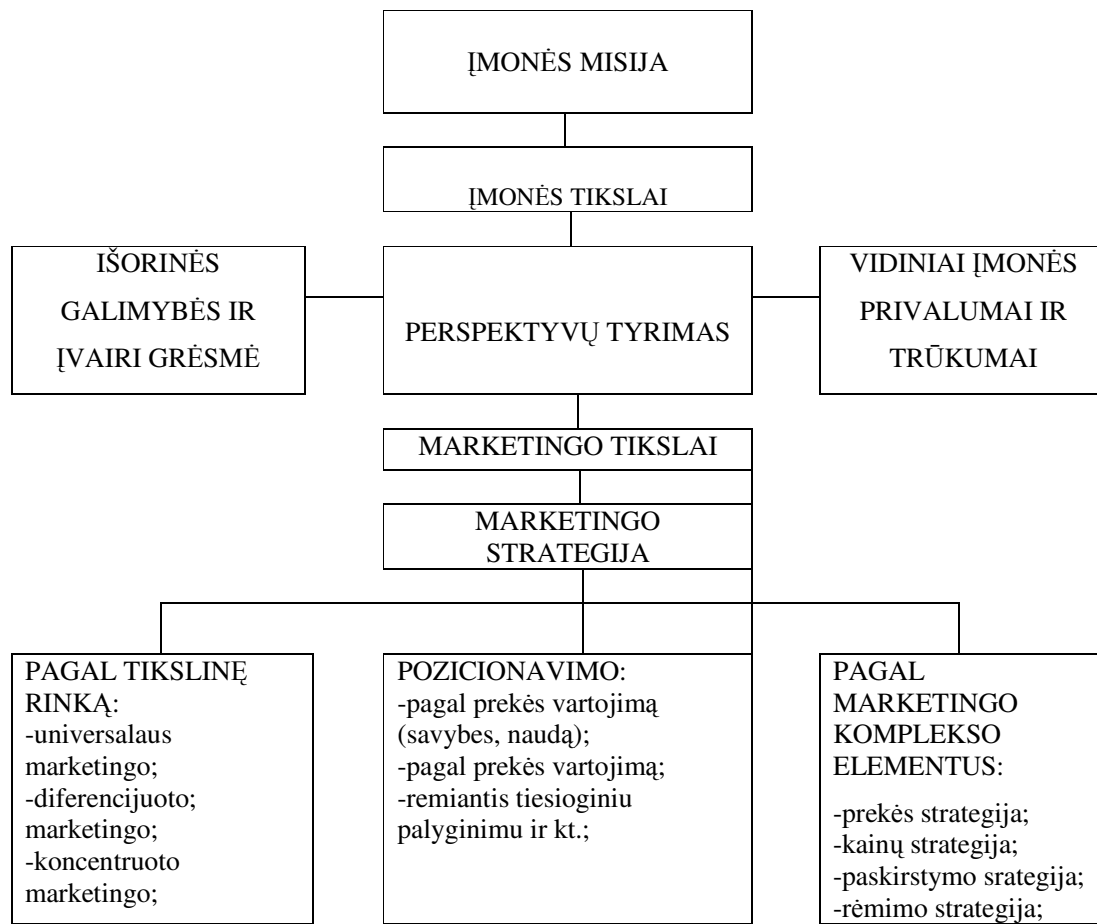 ĮMONĖS MISIJA
ĮMONĖS TIKSLAI
IŠORINĖS
GALIMYBĖS IR
ĮVAIRI GRĖSMĖ
PERSPEKTYVŲ TYRIMAS
VIDINIAI ĮMONĖS
PRIVALUMAI IR
TRŪKUMAI
MARKETINGO TIKSLAI
MARKETINGO
STRATEGIJA
PAGAL TIKSLINĘ
RINKĄ:
-universalaus
marketingo;
-diferencijuoto;
marketingo;
-koncentruoto
marketingo;
POZICIONAVIMO:
-pagal prekės vartojimą
(savybes, naudą);
-pagal prekės vartojimą;
-remiantis tiesioginiu
palyginimu ir kt.;
PAGAL
MARKETINGO
KOMPLEKSO
ELEMENTUS:
-prekės strategija;
-kainų strategija;
-paskirstymo srategija;
-rėmimo strategija;